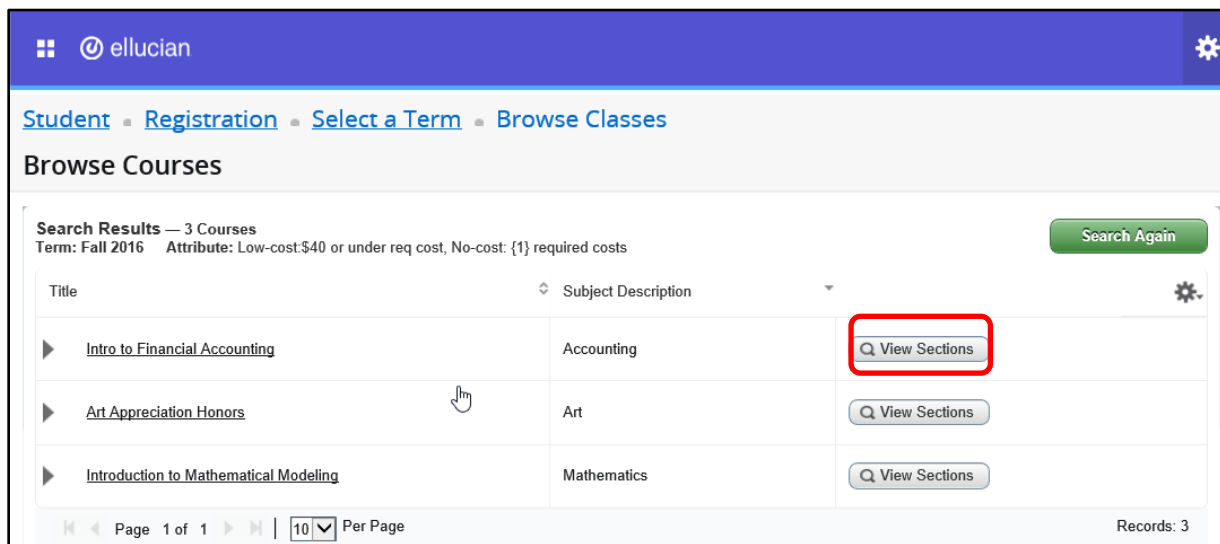 ellucian
Student Registration Select a Term Browse Classes
Browse Courses
Search Results — 3 Courses
Term: Fall 2016 Attribute: Low-cost:$40 or under req cost, No-cost: {1} required costs
Search Again
Title Subject Description
Intro to Financial Accounting Accounting View Sections
Art Appreciation Honors Art View Sections
Introduction to Mathematical Modeling Mathematics View Sections
Page 1 of 1 | 10 Per Page Records: 3